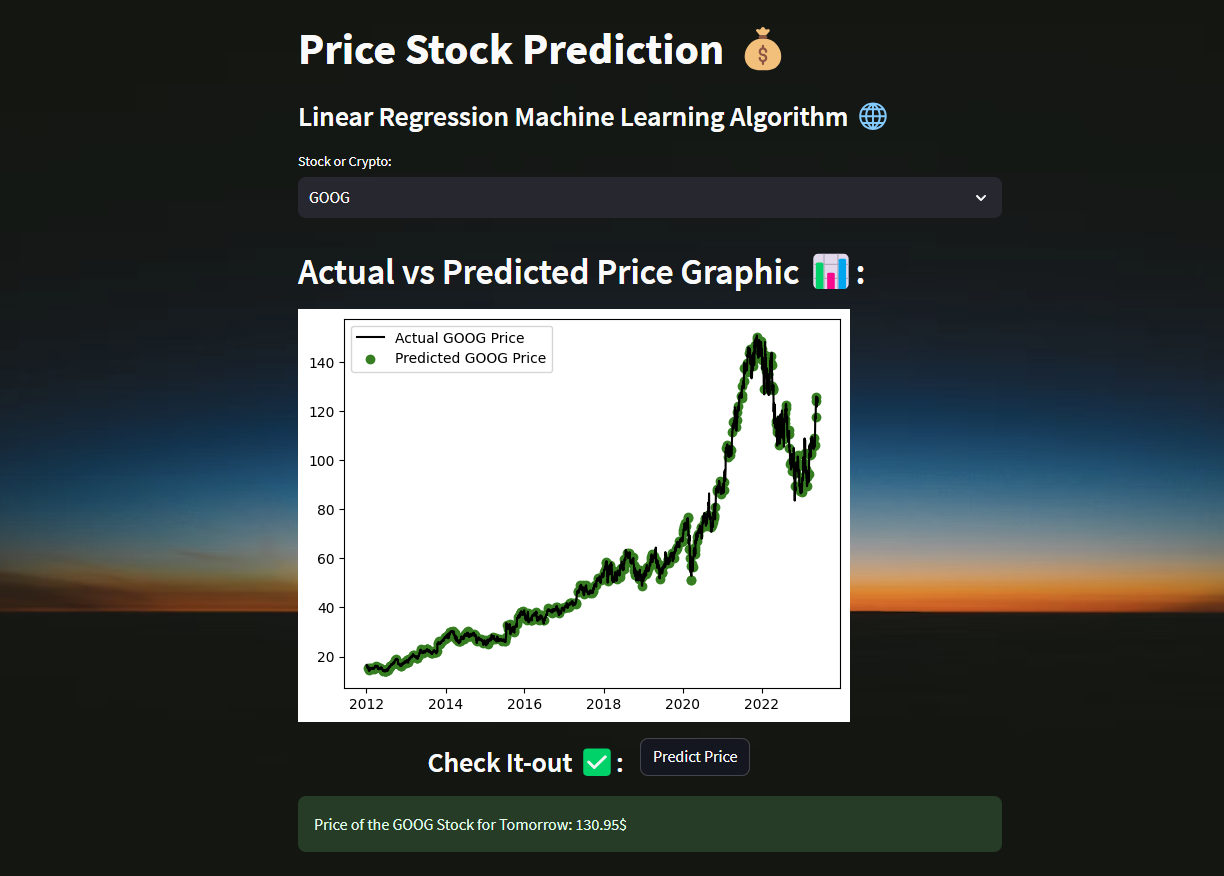 Price Stock Prediction 💰
Linear Regression Machine Learning Algorithm 🌐
Stock or Crypto:
GOOG
Actual vs Predicted Price Graphic 📊 :
Actual GOOG Price
Predicted GOOG Price
140
120
100
80
60
40
20
2012 2014 2016 2018 2020 2022
Check It-out ✅ : Predict Price
Price of the GOOG Stock for Tomorrow: 130.95$